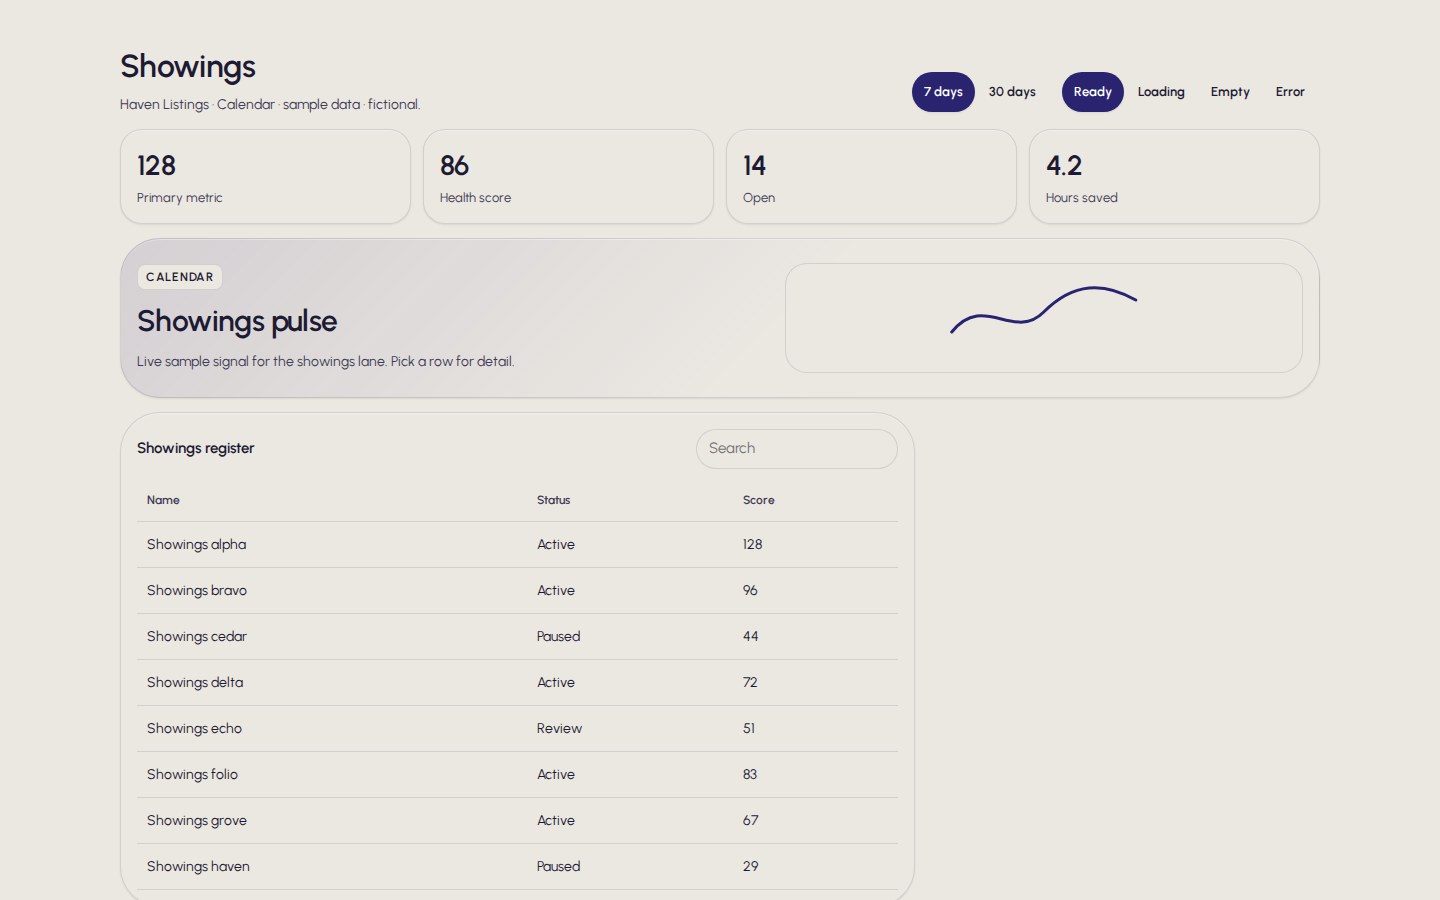 Showings
Haven Listings · Calendar · sample data · fictional.
7 days
30 days
Ready
Loading
Empty
Error
128
Primary metric
86
Health score
14
Open
4.2
Hours saved
CALENDAR
Showings pulse
Live sample signal for the showings lane. Pick a row for detail.
Showings register
Search
Name Status Score
Showings alpha Active 128
Showings bravo Active 96
Showings cedar Paused 44
Showings delta Active 72
Showings echo Review 51
Showings folio Active 83
Showings grove Active 67
Showings haven Paused 29